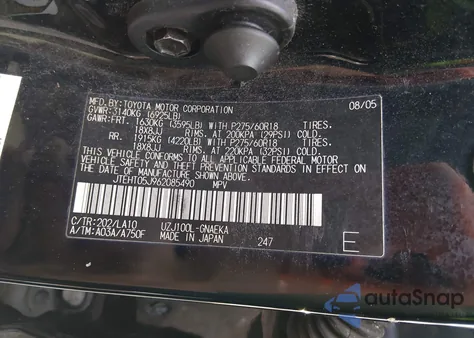 MFD.BY:TOYOTA MOTOR CORPORATION 08/05
GVWR:3140KG (6925LB)
GAWR:FRT. 1630KG (3595LB) WITH P275/60R18 TIRES.
18X8JJ RIMS. AT 200KPA (29PSI) COLD.
RR. 1915KG (4220LB) WITH P275/60R18 TIRES.
18X8JJ RIMS. AT 220KPA (32PSI) COLD.
THIS VEHICLE CONFORMS TO ALL APPLICABLE FEDERAL MOTOR
VEHICLE SAFETY AND BUMPER STANDARDS IN EFFECT ON
THE DATE OF MANUFACTURE SHOWN ABOVE.
JTEHT05J962085490 MPV
C/TR:202/LA10 UZJ100L-GNAEKA
A/TM:A03A/A750F MADE IN JAPAN 247 E
autoSnap